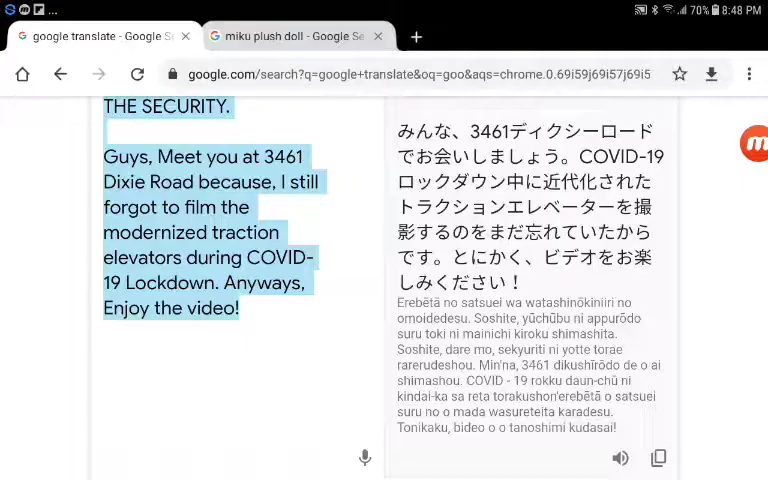 ... 70% 8:48 PM
google translate - Google Se
miku plush doll - Google Se
google.com/search?q=google+translate&oq=goo&aqs=chrome.0.69i59j69i57j69i5
THE SECURITY.
Guys, Meet you at 3461
Dixie Road because, I still
forgot to film the
modernized traction
elevators during COVID-
19 Lockdown. Anyways,
Enjoy the video!
みんな、3461ディクシーロード
でお会いしましょう。COVID-19
ロックダウン中に近代化された
トラクションエレベーターを撮
影するのをまだ忘れていたから
です。とにかく、ビデオをお楽
しみください！
Erebētā no satsuei wa watashinōkiniiri no
omoidedesu. Soshite, yūchūbu ni appurōdo
suru toki ni mainichi kiroku shimashita.
Soshite, dare mo, sekyuriti ni yotte torae
rarerudeshou. Min'na, 3461 dikushīrōdo de o ai
shimashou. COVID - 19 rokku daun-chū ni
kindai-ka sa reta torakushon'erebētā o satsuei
suru no o mada wasureteita karadesu.
Tonikaku, bideo o o tanoshimi kudasai!